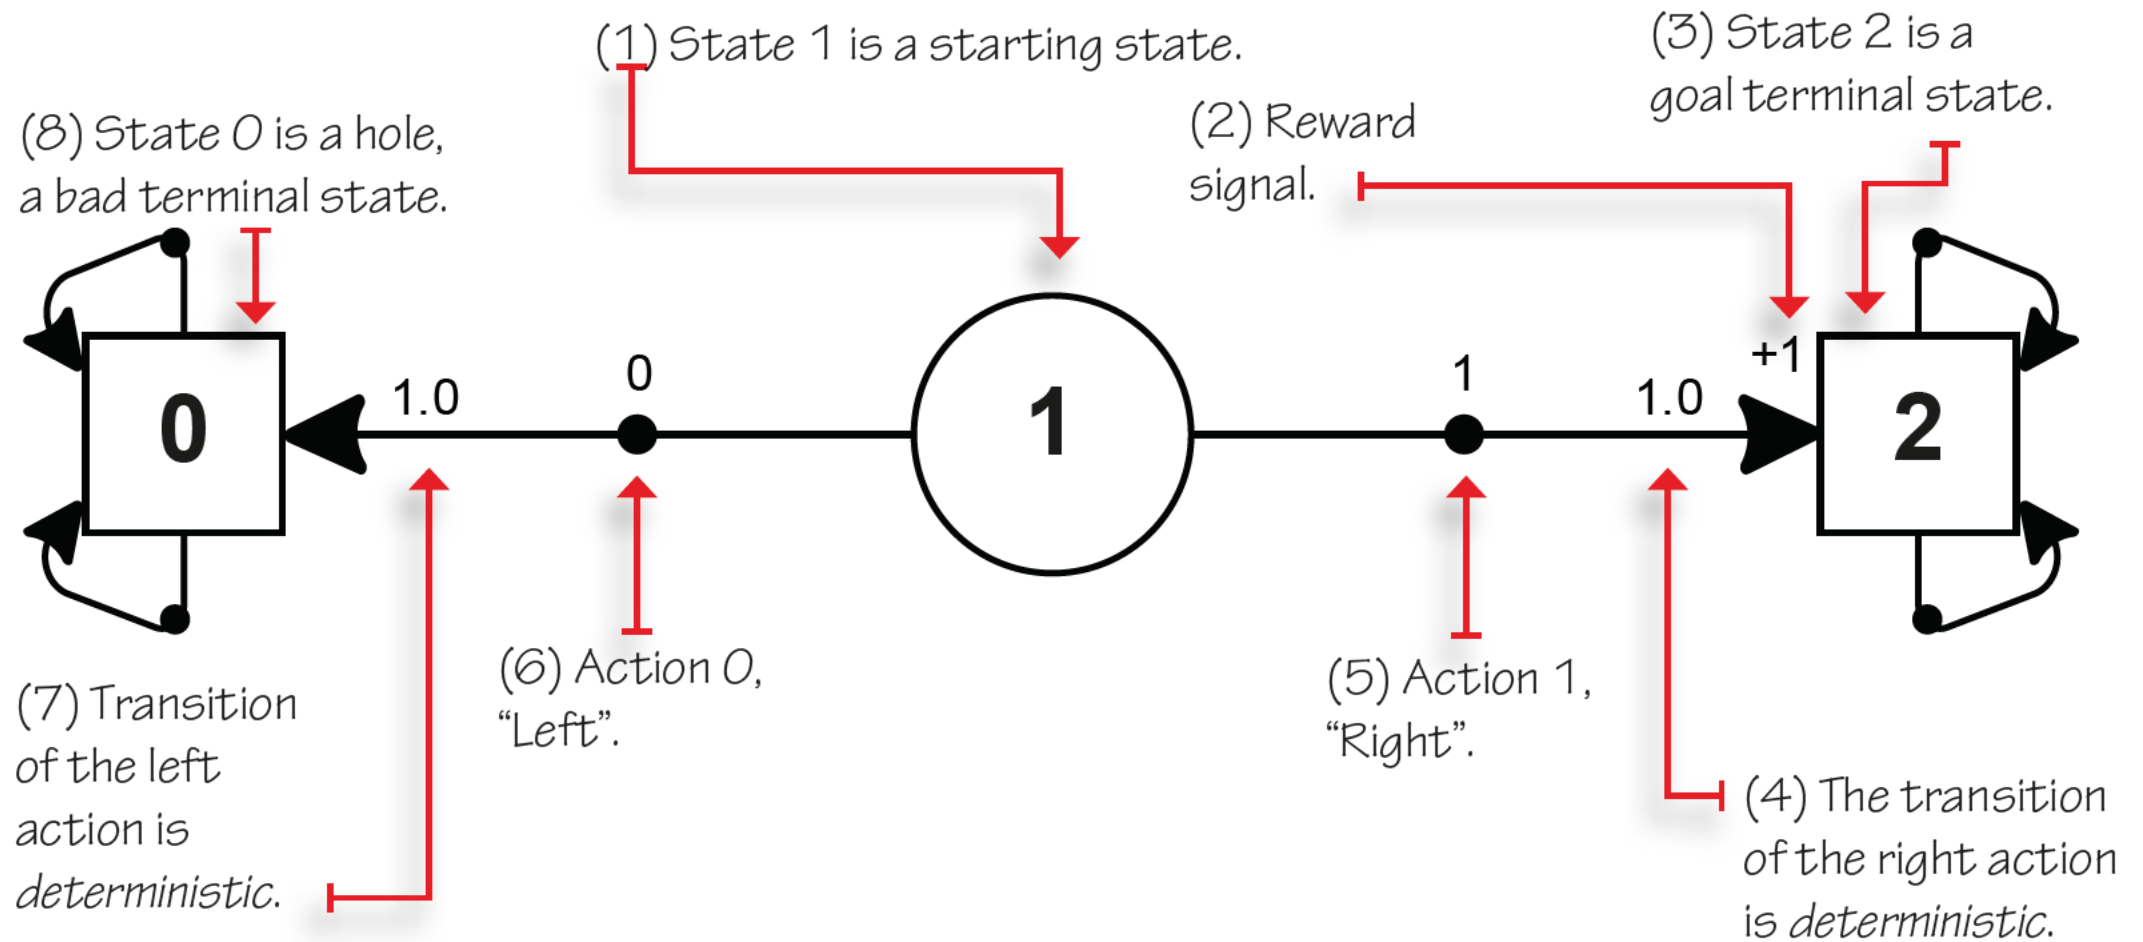 (1) State 1 is a starting state.
(2) Reward
signal.
(3) State 2 is a
goal terminal state.
(8) State 0 is a hole,
a bad terminal state.
0
1.0
0
1
1
1.0
+1
2
(7) Transition
of the left
action is
deterministic.
(6) Action 0,
“Left”.
(5) Action 1,
“Right”.
(4) The transition
of the right action
is deterministic.